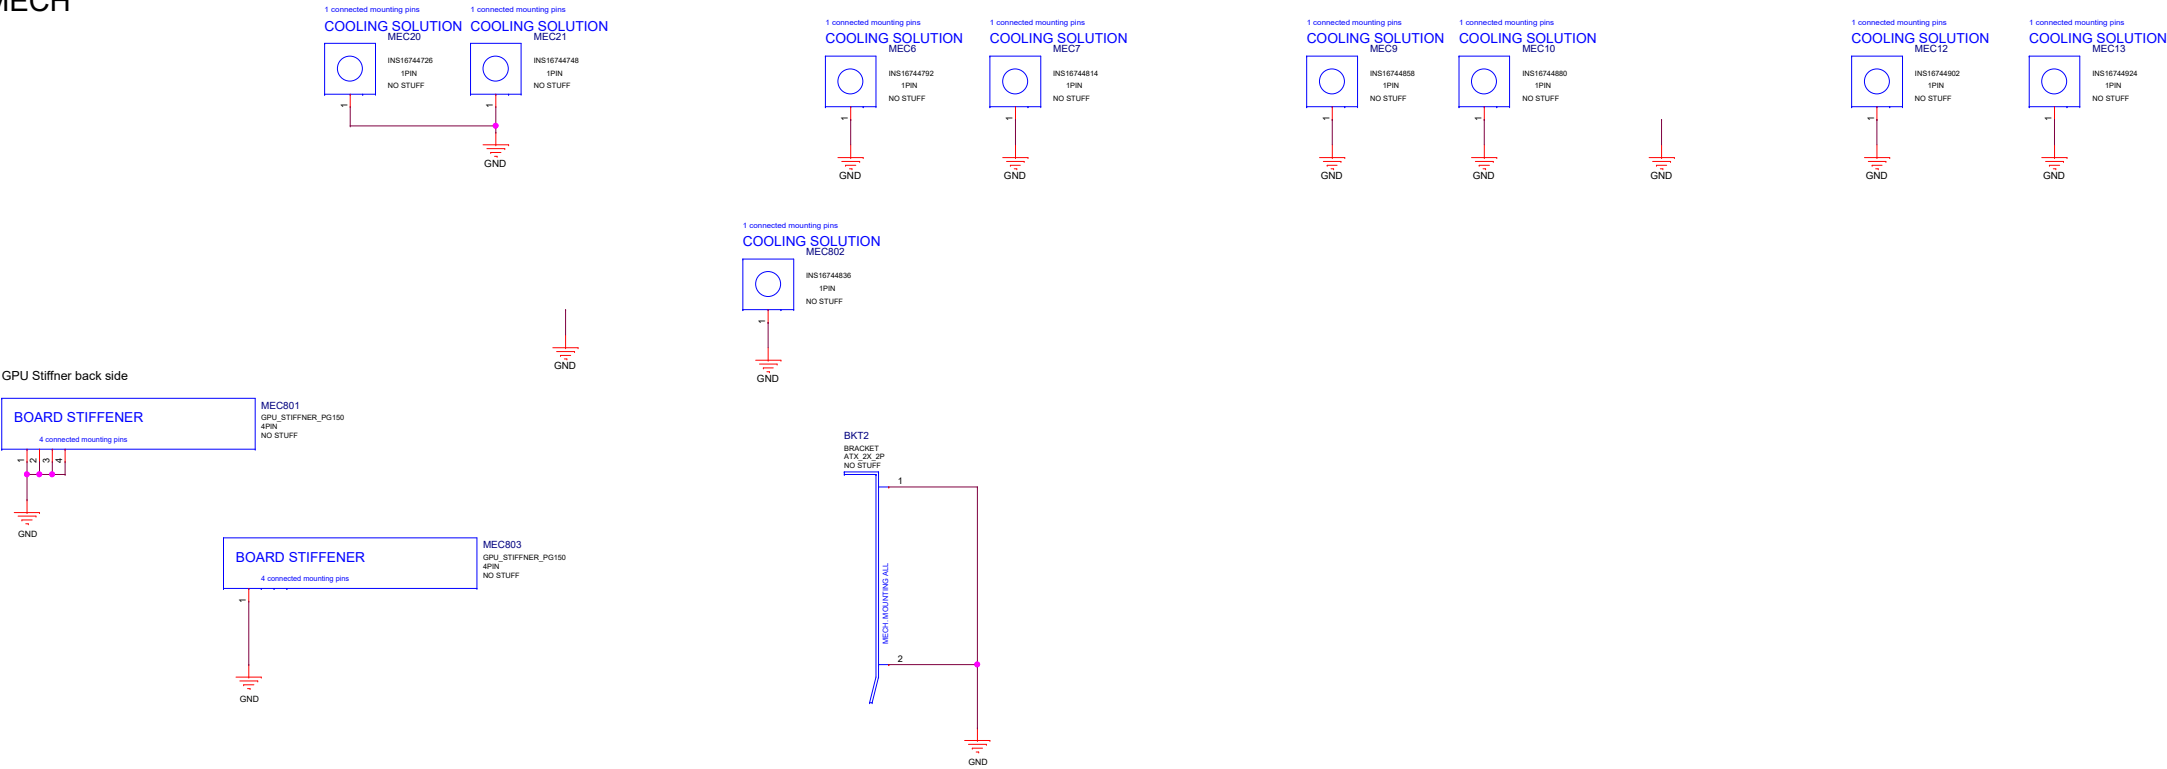 MECH
1 connected mounting pins
COOLING SOLUTION
MEC20
INS16744726
1PIN
NO STUFF
1
1 connected mounting pins
COOLING SOLUTION
MEC21
INS16744748
1PIN
NO STUFF
1
GND
1 connected mounting pins
COOLING SOLUTION
MEC6
INS16744792
1PIN
NO STUFF
1
GND
1 connected mounting pins
COOLING SOLUTION
MEC7
INS16744814
1PIN
NO STUFF
1
GND
1 connected mounting pins
COOLING SOLUTION
MEC9
INS16744858
1PIN
NO STUFF
1
GND
1 connected mounting pins
COOLING SOLUTION
MEC10
INS16744880
1PIN
NO STUFF
1
GND
GND
1 connected mounting pins
COOLING SOLUTION
MEC12
INS16744902
1PIN
NO STUFF
1
GND
1 connected mounting pins
COOLING SOLUTION
MEC13
INS16744924
1PIN
NO STUFF
1
GND
1 connected mounting pins
COOLING SOLUTION
MEC802
INS16744836
1PIN
NO STUFF
1
GND
GND
GPU Stiffner back side
BOARD STIFFENER
4 connected mounting pins
MEC801
GPU_STIFFNER_PG150
4PIN
NO STUFF
1
2
3
4
GND
BOARD STIFFENER
4 connected mounting pins
MEC803
GPU_STIFFNER_PG150
4PIN
NO STUFF
1
GND
BKT2
BRACKET
ATX_2X_2P
NO STUFF
1
MECH. MOUNTING ALL
2
GND